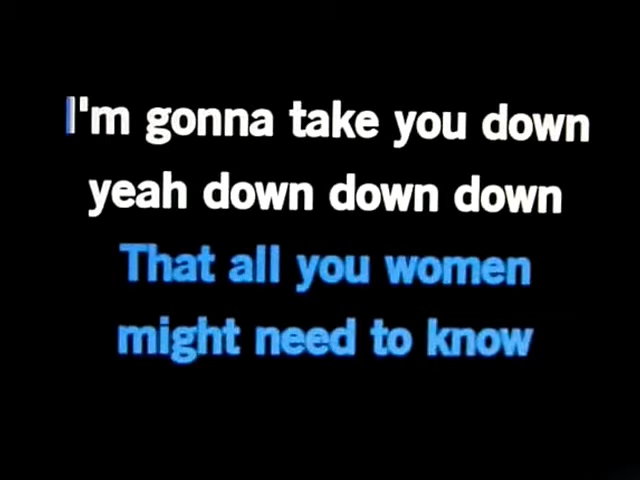 I'm gonna take you down
yeah down down down
That all you women
might need to know